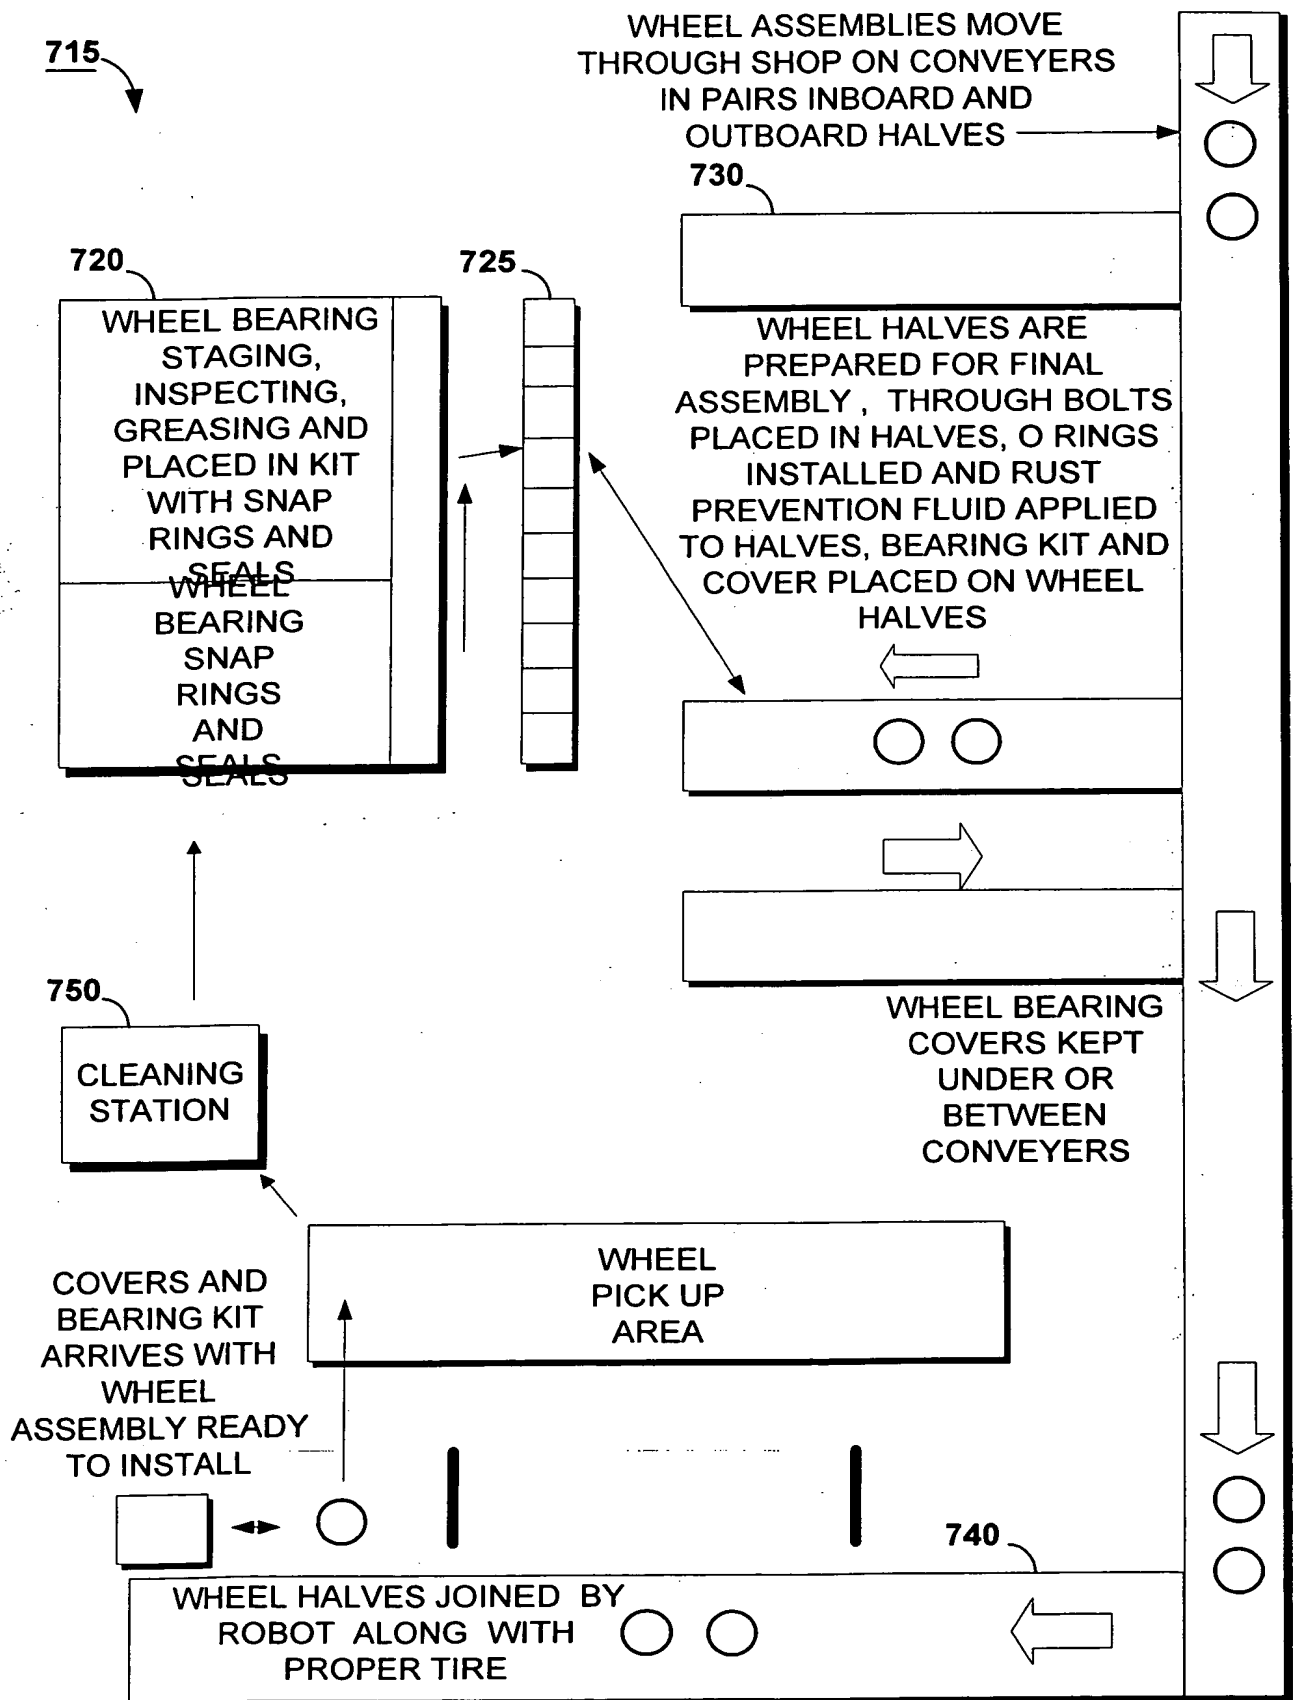 715
WHEEL ASSEMBLIES MOVE
THROUGH SHOP ON CONVEYERS
IN PAIRS INBOARD AND
OUTBOARD HALVES
730
720
725
WHEEL BEARING
STAGING,
INSPECTING,
GREASING AND
PLACED IN KIT
WITH SNAP
RINGS AND
SEALS
WHEEL
BEARING
SNAP
RINGS
AND
SEALS
WHEEL HALVES ARE
PREPARED FOR FINAL
ASSEMBLY , THROUGH BOLTS
PLACED IN HALVES, O RINGS
INSTALLED AND RUST
PREVENTION FLUID APPLIED
TO HALVES, BEARING KIT AND
COVER PLACED ON WHEEL
HALVES
750
CLEANING
STATION
WHEEL BEARING
COVERS KEPT
UNDER OR
BETWEEN
CONVEYERS
WHEEL
PICK UP
AREA
COVERS AND
BEARING KIT
ARRIVES WITH
WHEEL
ASSEMBLY READY
TO INSTALL
740
WHEEL HALVES JOINED BY
ROBOT ALONG WITH
PROPER TIRE